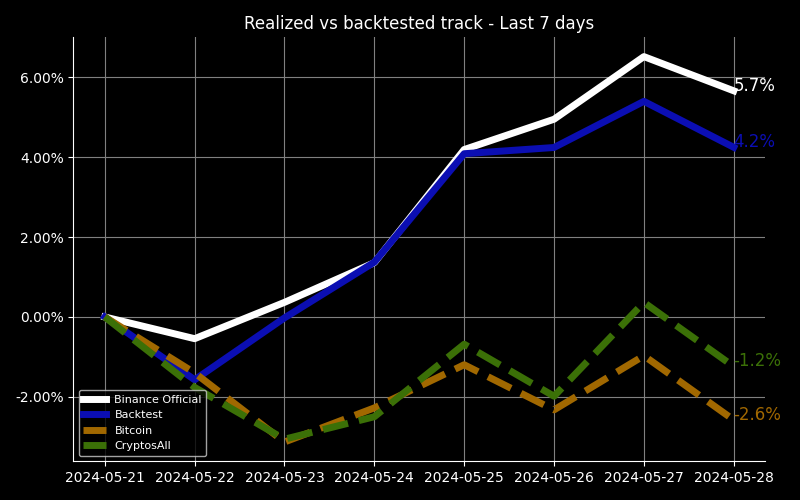 Realized vs backtested track - Last 7 days
6.00%
4.00%
2.00%
0.00%
-2.00%
5.7%
4.2%
-1.2%
-2.6%
Binance Official
Backtest
Bitcoin
CryptosAll
2024-05-21 2024-05-22 2024-05-23 2024-05-24 2024-05-25 2024-05-26 2024-05-27 2024-05-28